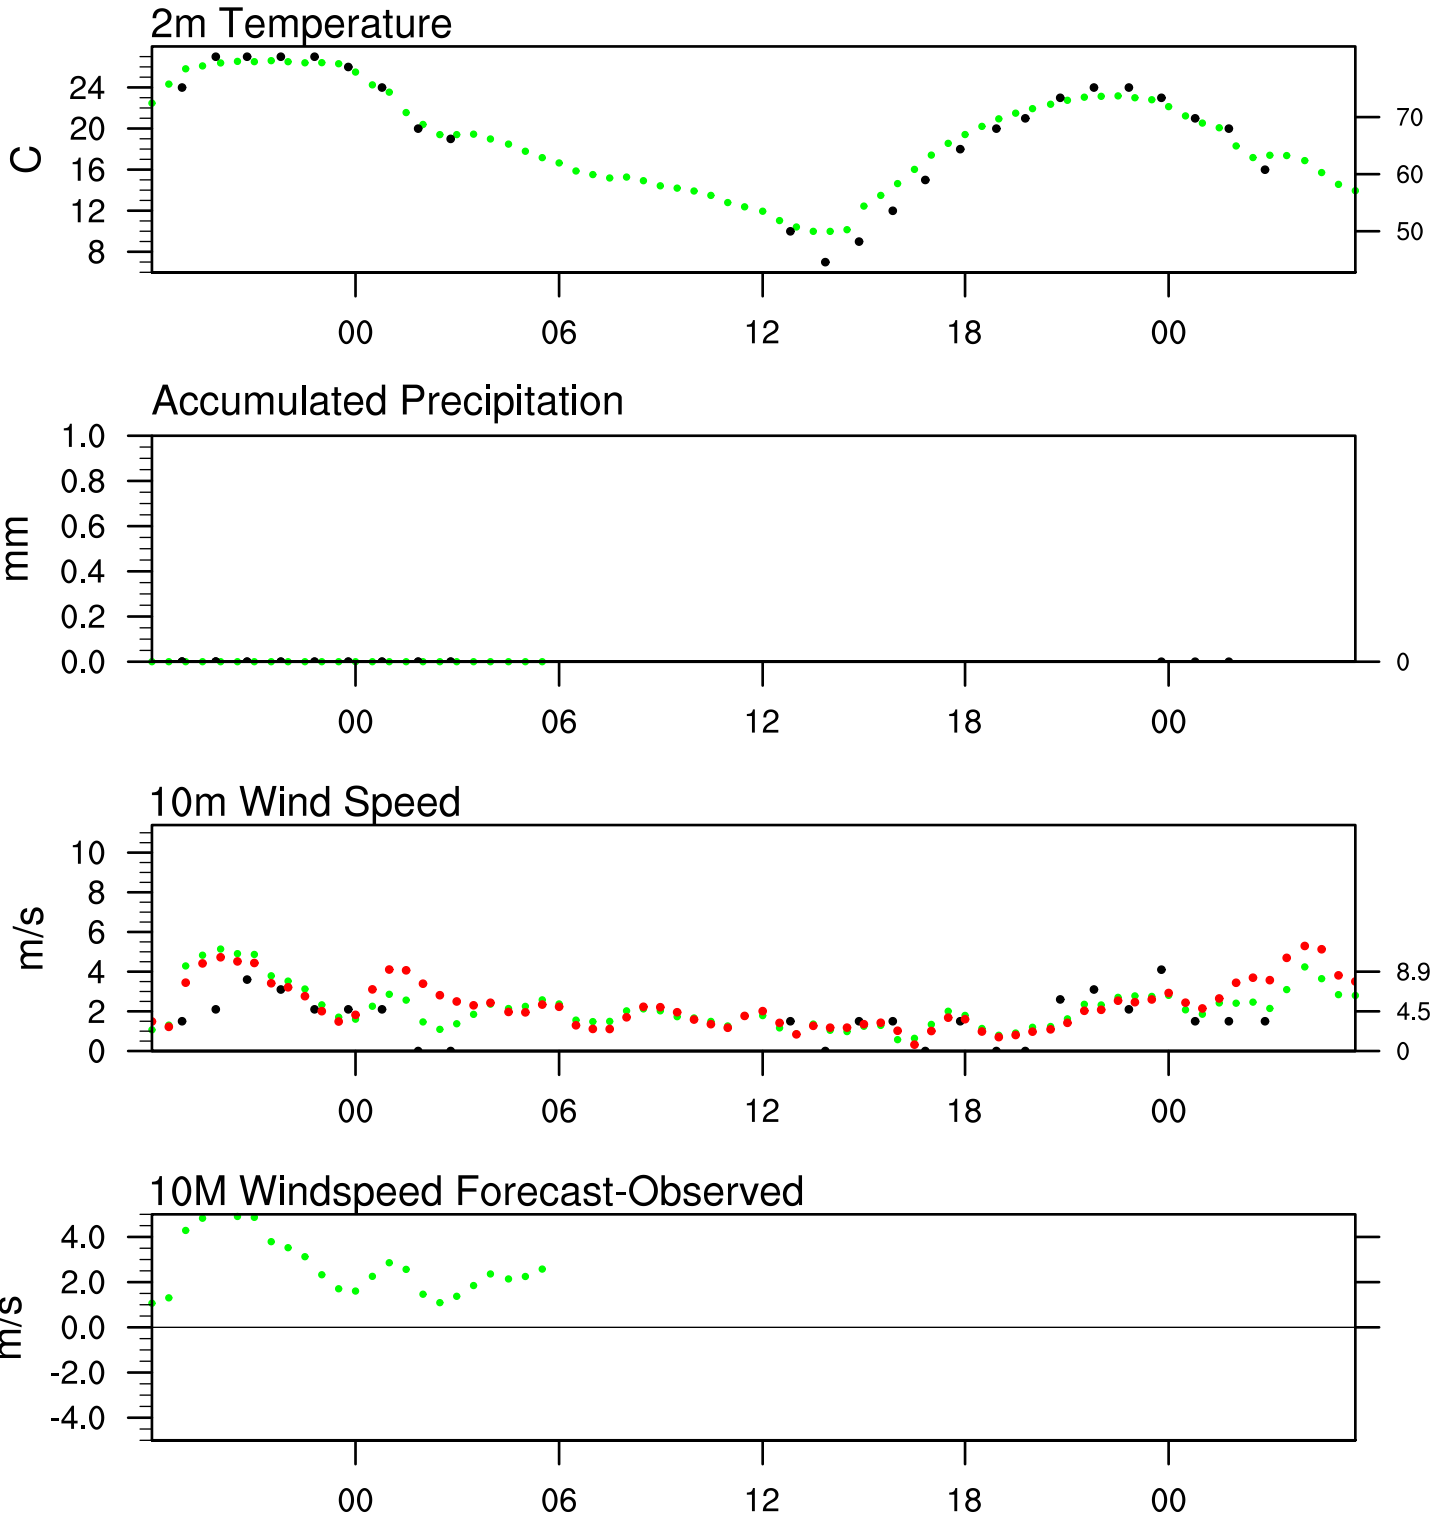 2m Temperature
24
20
16
12
8
C
70
60
50
00 06 12 18 00
Accumulated Precipitation
1.0
0.8
0.6
0.4
0.2
0.0
mm
0
00 06 12 18 00
10m Wind Speed
10
8
6
4
2
0
m/s
8.9
4.5
0
00 06 12 18 00
10M Windspeed Forecast-Observed
4.0
2.0
0.0
-2.0
-4.0
m/s
00 06 12 18 00